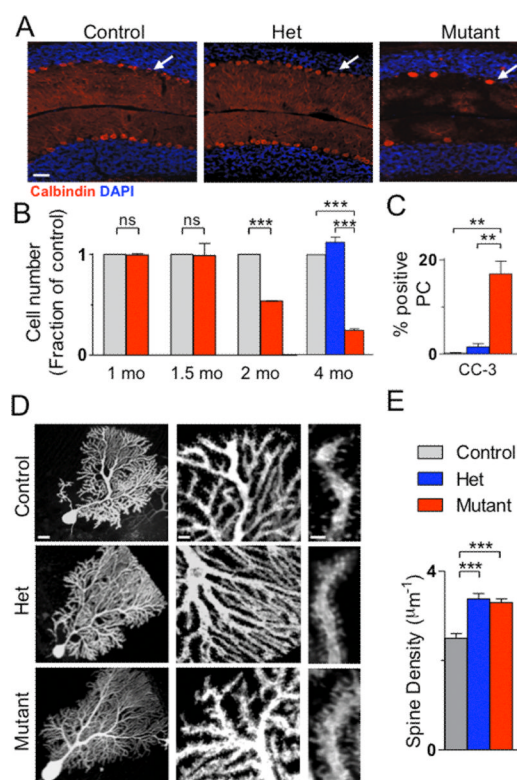 A
Control
Het
Mutant
Calbindin DAPI
B
Cell number
(Fraction of control)
1
0
ns
ns
***
***
***
1 mo
1.5 mo
2 mo
4 mo
C
% positive
PC
20
0
**
**
CC-3
D
Control
Het
Mutant
E
Control
Het
Mutant
Spine Density (µm-1)
4
0
***
***